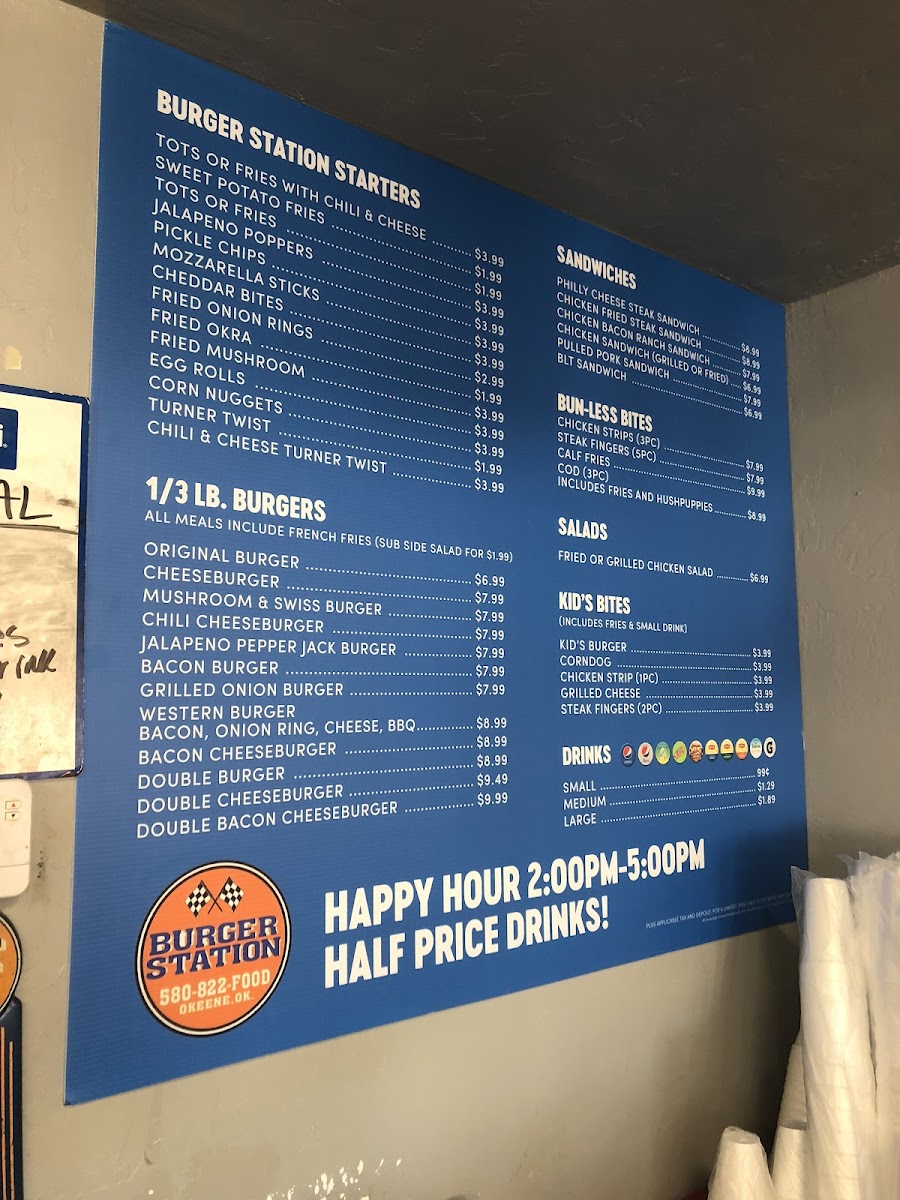 BURGER STATION STARTERS
TOTS OR FRIES WITH CHILI & CHEESE ........ $3.99
SWEET POTATO FRIES ........ $1.99
TOTS OR FRIES ........ $1.99
JALAPENO POPPERS ........ $3.99
PICKLE CHIPS ........ $3.99
MOZZARELLA STICKS ........ $3.99
CHEDDAR BITES ........ $3.99
FRIED ONION RINGS ........ $2.99
FRIED OKRA ........ $1.99
FRIED MUSHROOM ........ $3.99
EGG ROLLS ........ $3.99
CORN NUGGETS ........ $3.99
TURNER TWIST ........ $1.99
CHILI & CHEESE TURNER TWIST ........ $3.99
1/3 LB. BURGERS
ALL MEALS INCLUDE FRENCH FRIES (SUB SIDE SALAD FOR $1.99)
ORIGINAL BURGER ........ $6.99
CHEESEBURGER ........ $7.99
MUSHROOM & SWISS BURGER ........ $7.99
CHILI CHEESEBURGER ........ $7.99
JALAPENO PEPPER JACK BURGER ........ $7.99
BACON BURGER ........ $7.99
GRILLED ONION BURGER ........ $7.99
WESTERN BURGER
BACON, ONION RING, CHEESE, BBQ ........ $8.99
BACON CHEESEBURGER ........ $8.99
DOUBLE BURGER ........ $8.99
DOUBLE CHEESEBURGER ........ $9.49
DOUBLE BACON CHEESEBURGER ........ $9.99
SANDWICHES
PHILLY CHEESE STEAK SANDWICH ........ $8.99
CHICKEN FRIED STEAK SANDWICH ........ $8.99
CHICKEN BACON RANCH SANDWICH ........ $7.99
CHICKEN SANDWICH (GRILLED OR FRIED) ..... $6.99
PULLED PORK SANDWICH ........ $7.99
BLT SANDWICH ........ $6.99
BUN-LESS BITES
CHICKEN STRIPS (3PC) ........ $7.99
STEAK FINGERS (5PC) ........ $7.99
CALF FRIES ........ $9.99
COD (3PC)
INCLUDES FRIES AND HUSHPUPPIES ........ $8.99
SALADS
FRIED OR GRILLED CHICKEN SALAD ........ $6.99
KID'S BITES
(INCLUDES FRIES & SMALL DRINK)
KID'S BURGER ........ $3.99
CORNDOG ........ $3.99
CHICKEN STRIP (1PC) ........ $3.99
GRILLED CHEESE ........ $3.99
STEAK FINGERS (2PC) ........ $3.99
DRINKS
SMALL ........ 99¢
MEDIUM ........ $1.29
LARGE ........ $1.89
HAPPY HOUR 2:00PM-5:00PM
HALF PRICE DRINKS!
BURGER
STATION
580-822-FOOD
OKEENE, OK.